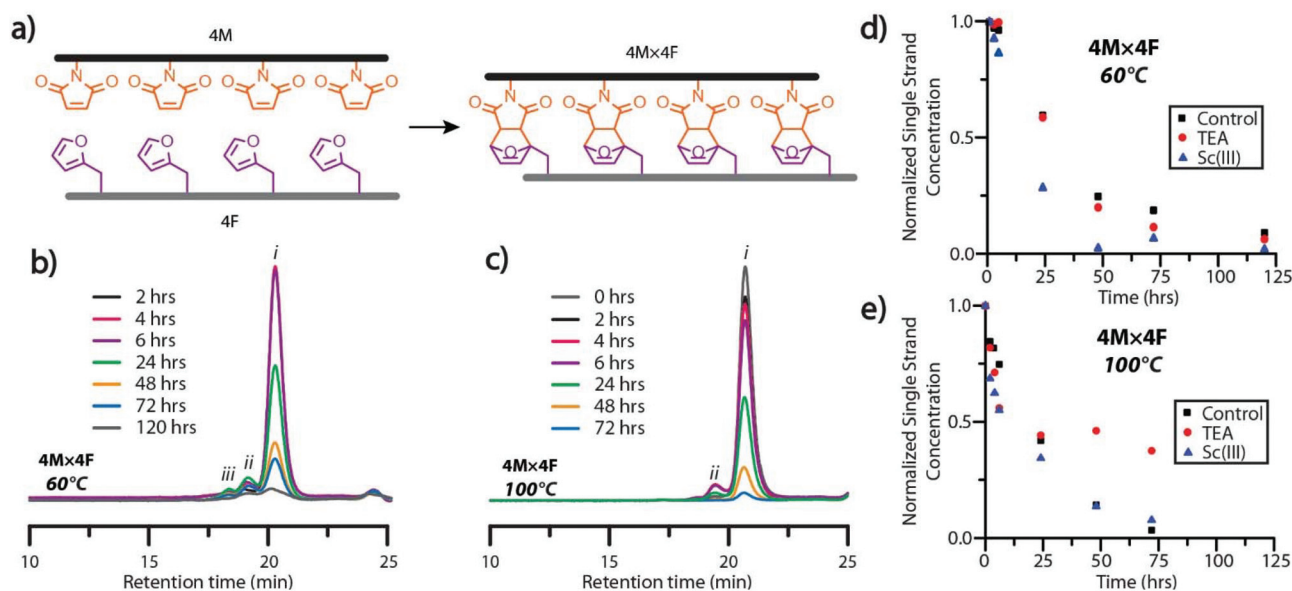 a)
4M
O N O O N O O N O O N O
O O O O
4F
4M×4F
O N O O N O O N O O N O
O O O O
b)
i
ii
iii
2 hrs
4 hrs
6 hrs
24 hrs
48 hrs
72 hrs
120 hrs
4M×4F
60°C
10 15 20 25
Retention time (min)
c)
i
ii
0 hrs
2 hrs
4 hrs
6 hrs
24 hrs
48 hrs
72 hrs
4M×4F
100°C
10 15 20 25
Retention time (min)
d)
4M×4F
60°C
Control
TEA
Sc(III)
Normalized Single Strand
Concentration
1.0
0.5
0.0
0 25 50 75 100 125
Time (hrs)
e)
4M×4F
100°C
Control
TEA
Sc(III)
Normalized Single Strand
Concentration
1.0
0.5
0.0
0 25 50 75 100 125
Time (hrs)